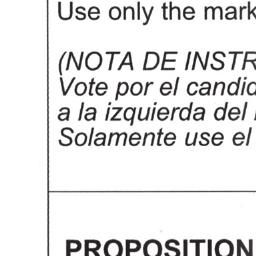 Use only the mark
(NOTA DE INSTR
Vote por el candid
a la izquierda del
Solamente use el
PROPOSITION